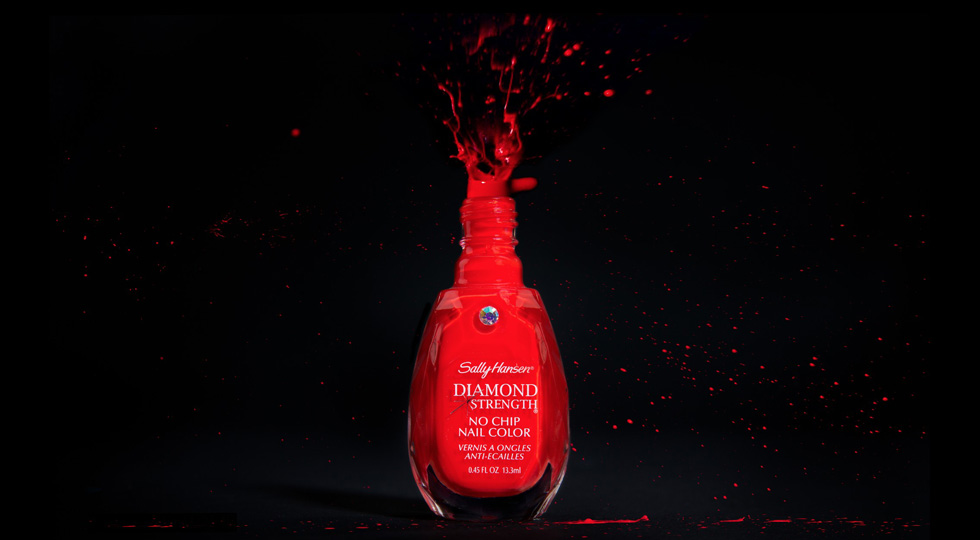 Sally Hansen®
DIAMOND
STRENGTH
NO CHIP
NAIL COLOR
VERNIS A ONGLES
ANTI-ECAILLES
0.45 FL OZ 13.3ml